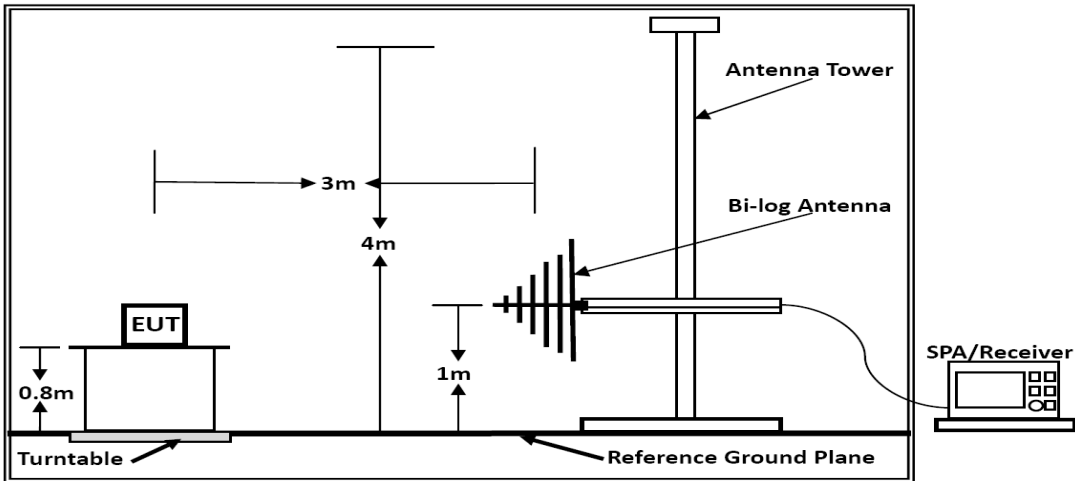 Antenna Tower
3m
Bi-log Antenna
4m
EUT
SPA/Receiver
0.8m
1m
Turntable
Reference Ground Plane